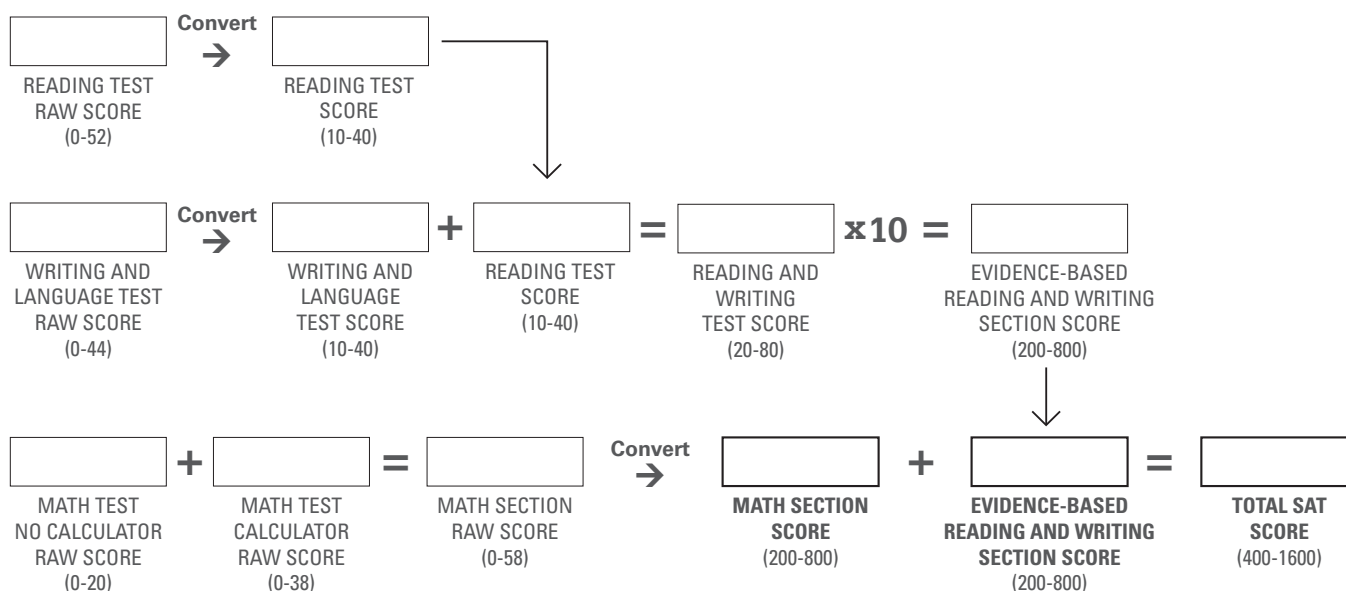 Convert
→
READING TEST
RAW SCORE
(0-52)
READING TEST
SCORE
(10-40)
Convert
→
+
=
x10 =
WRITING AND
LANGUAGE TEST
RAW SCORE
(0-44)
WRITING AND
LANGUAGE
TEST SCORE
(10-40)
READING TEST
SCORE
(10-40)
READING AND
WRITING
TEST SCORE
(20-80)
EVIDENCE-BASED
READING AND WRITING
SECTION SCORE
(200-800)
+
=
Convert
→
+
=
MATH TEST
NO CALCULATOR
RAW SCORE
(0-20)
MATH TEST
CALCULATOR
RAW SCORE
(0-38)
MATH SECTION
RAW SCORE
(0-58)
MATH SECTION
SCORE
(200-800)
EVIDENCE-BASED
READING AND WRITING
SECTION SCORE
(200-800)
TOTAL SAT
SCORE
(400-1600)